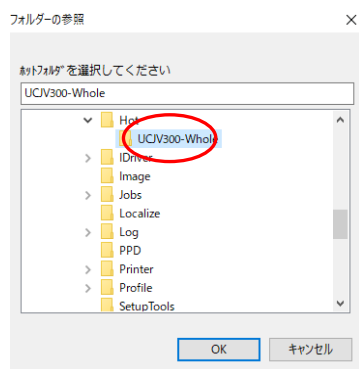 フォルダーの参照
ﾎｯﾄﾌｫﾙﾀﾞを選択してください
UCJV300-Whole
Hot
UCJV300-Whole
IDriver
Image
Jobs
Localize
Log
PPD
Printer
Profile
SetupTools
OK
キャンセル